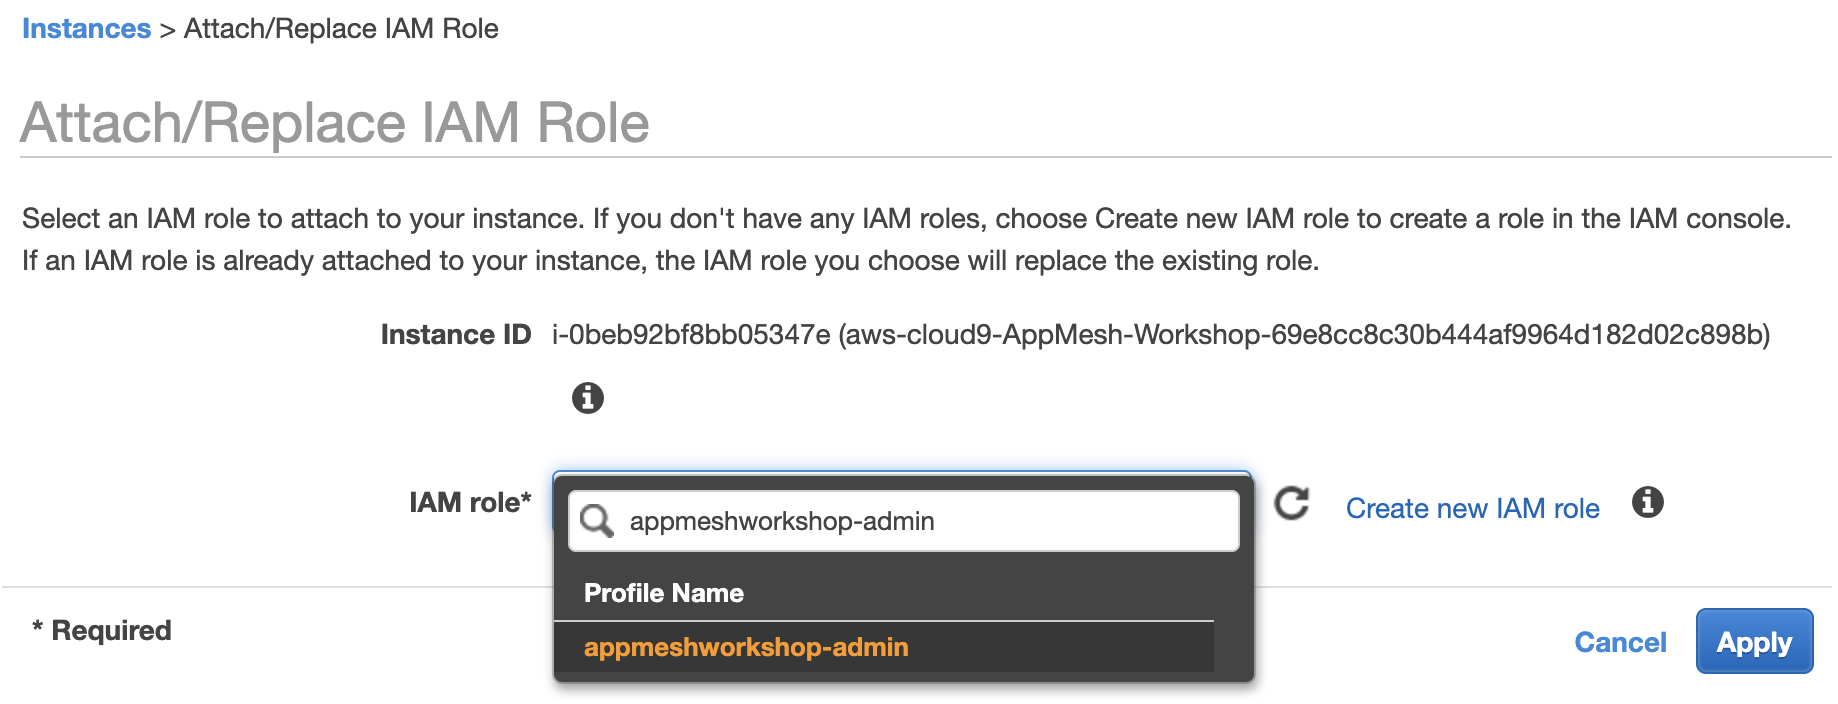 Instances > Attach/Replace IAM Role
Attach/Replace IAM Role
Select an IAM role to attach to your instance. If you don't have any IAM roles, choose Create new IAM role to create a role in the IAM console.
If an IAM role is already attached to your instance, the IAM role you choose will replace the existing role.
Instance ID i-0beb92bf8bb05347e (aws-cloud9-AppMesh-Workshop-69e8cc8c30b444af9964d182d02c898b)
IAM role* appmeshworkshop-admin Create new IAM role
Profile Name
appmeshworkshop-admin
* Required
Cancel Apply